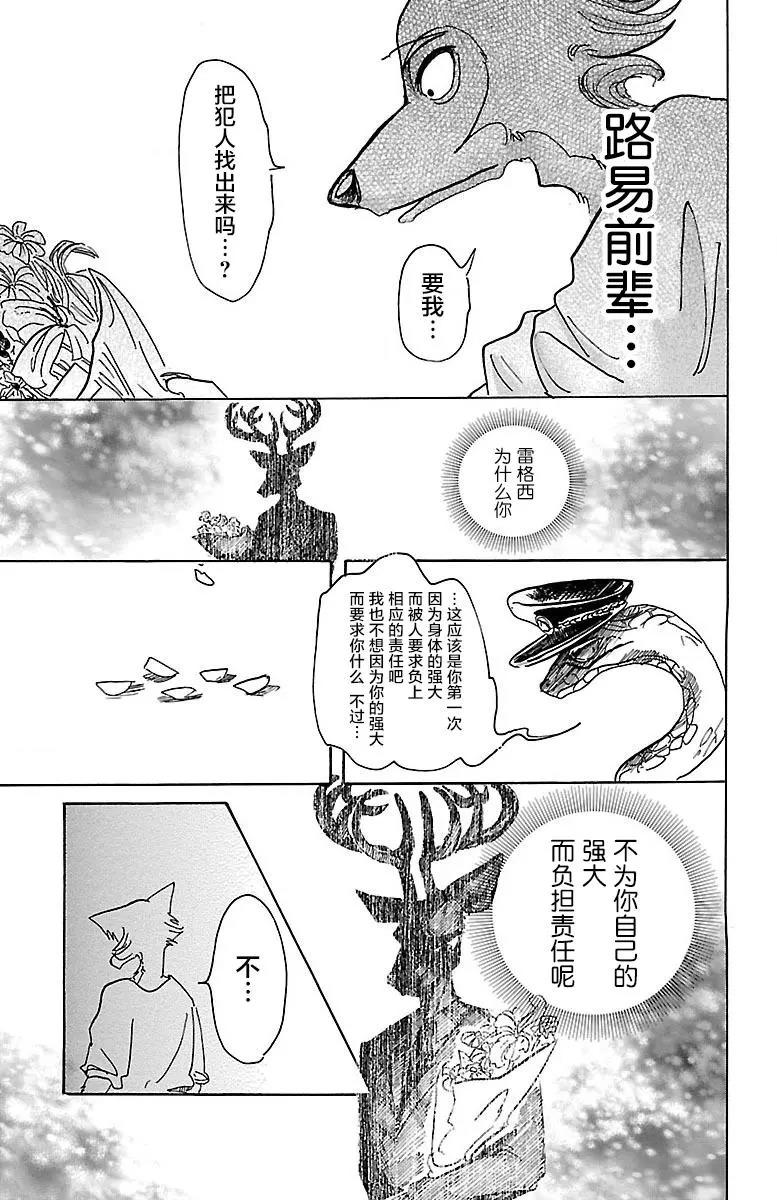 路易前辈…
要我…
把犯人找出来吗…?
雷格西
为什么你
…这应该是你第一次
因为身体的强大
而被人要求负上
相应的责任吧
我也不想因为你的强大
而要求你什么 不过…
不为你自己的
强大
而负担责任呢
不…